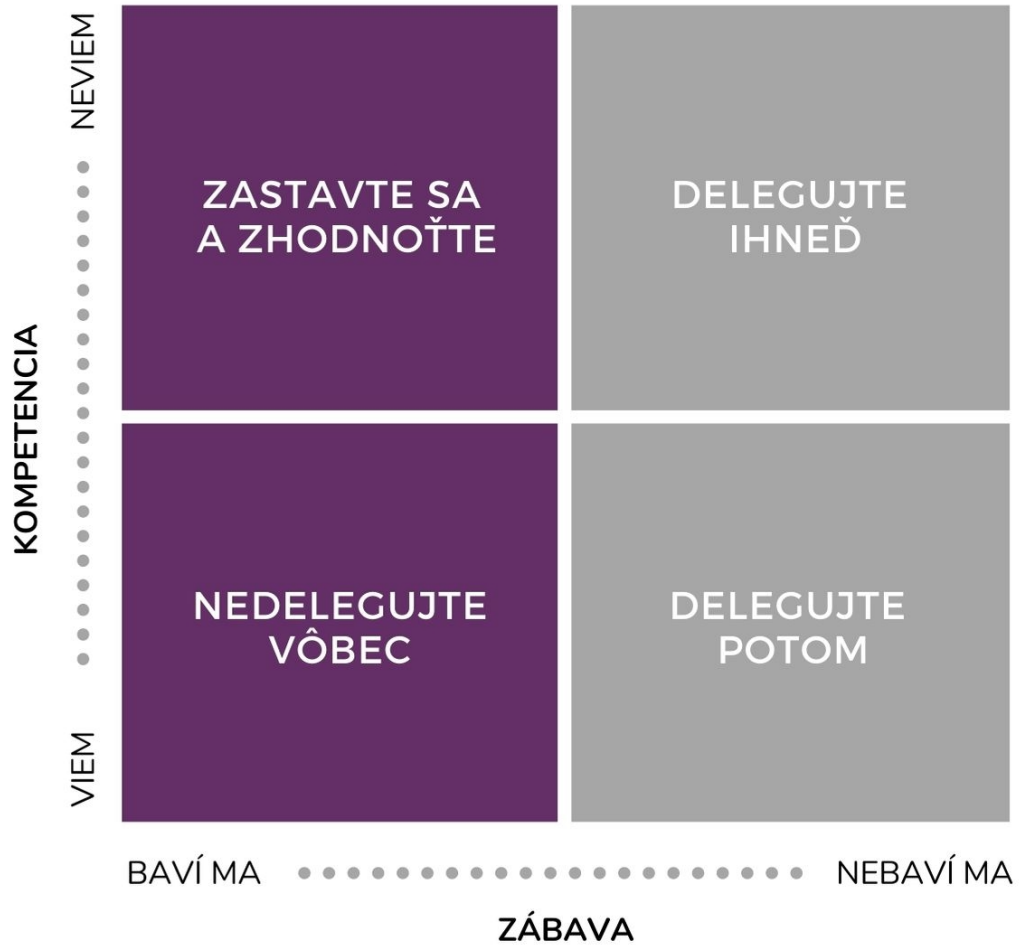 NEVIEM
ZASTAVTE SA
A ZHODNOŤTE
DELEGUJTE
IHNEĎ
KOMPETENCIA
NEDELEGUJTE
VÔBEC
DELEGUJTE
POTOM
VIEM
BAVÍ MA
NEBAVÍ MA
ZÁBAVA